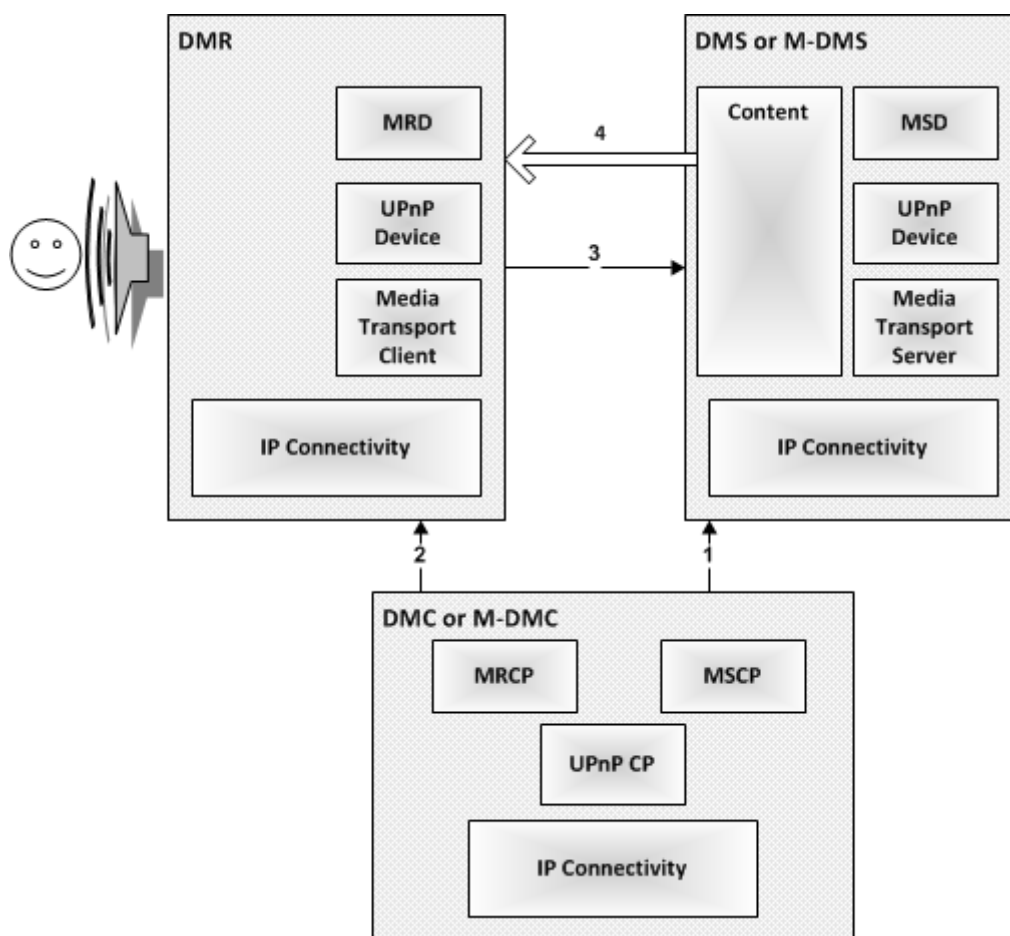 DMR
MRD
UPnP
Device
Media
Transport
Client
IP Connectivity
4
3
DMS or M-DMS
Content
MSD
UPnP
Device
Media
Transport
Server
IP Connectivity
2
1
DMC or M-DMC
MRCP
MSCP
UPnP CP
IP Connectivity